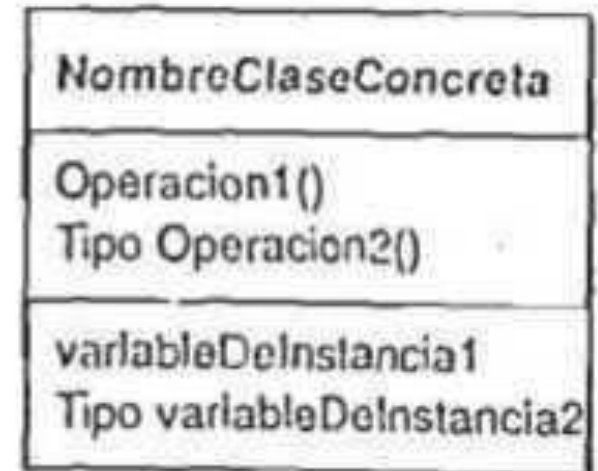 NombreClaseConcreta
Operacion1()
Tipo Operacion2()
variableDeInstancia1
Tipo variableDeInstancia2